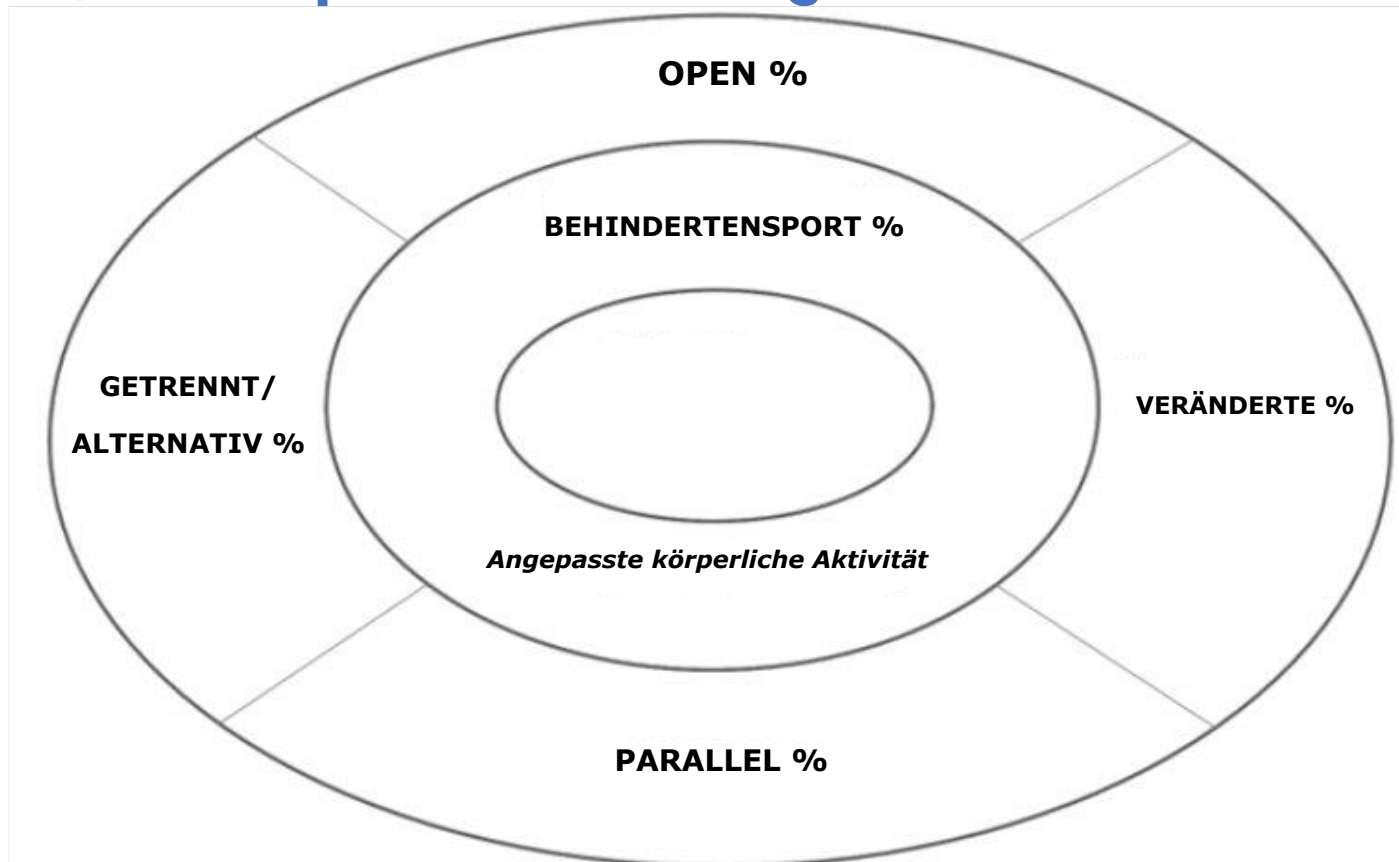 OPEN %
BEHINDERTENSPORT %
GETRENNT/
ALTERNATIV %
VERÄNDERTE %
Angepasste körperliche Aktivität
PARALLEL %